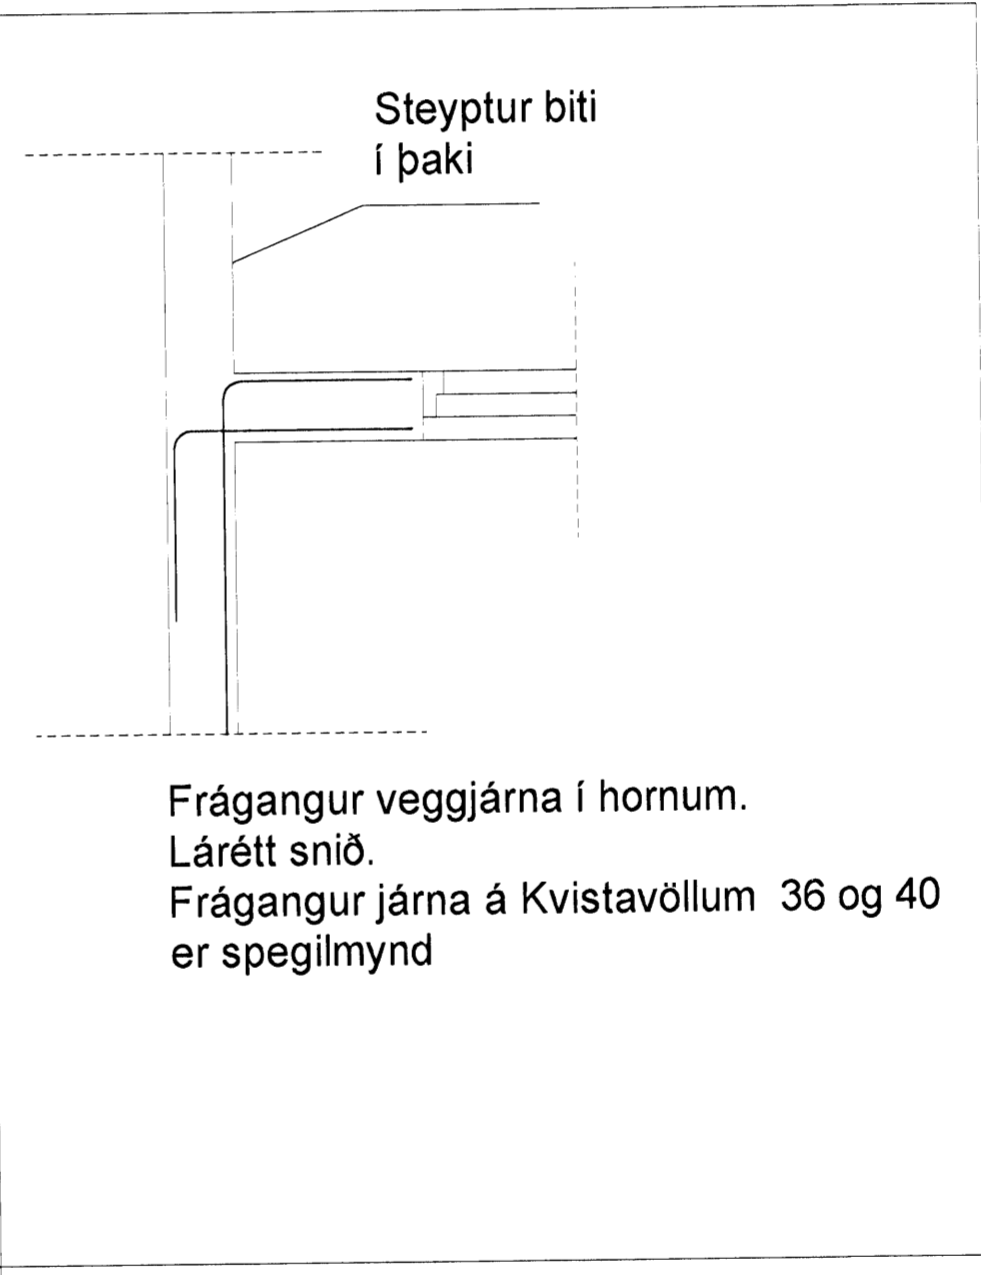 Steyptur biti
í þaki
Frágangur veggjárna í hornum.
Lárétt snið.
Frágangur járna á Kvistavöllum 36 og 40
er spegilmynd